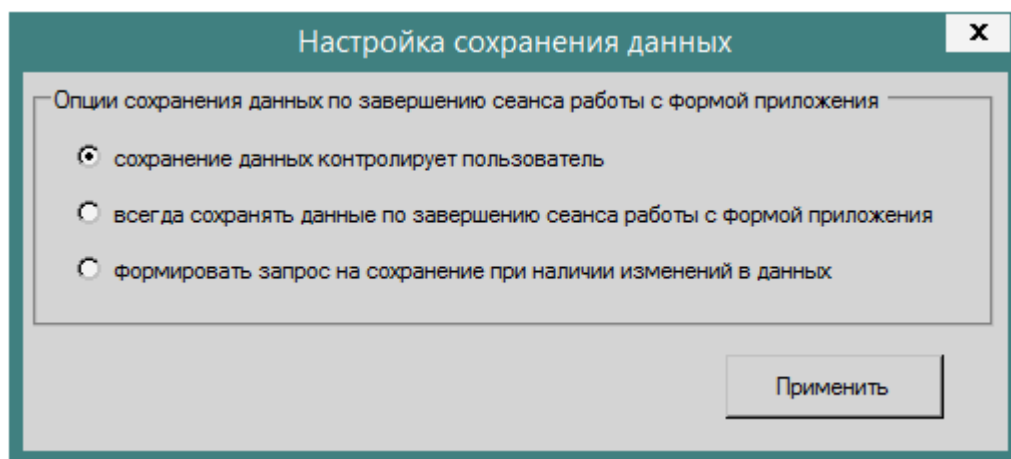 Настройка сохранения данных
x
Опции сохранения данных по завершению сеанса работы с формой приложения
сохранение данных контролирует пользователь
всегда сохранять данные по завершению сеанса работы с формой приложения
формировать запрос на сохранение при наличии изменений в данных
Применить